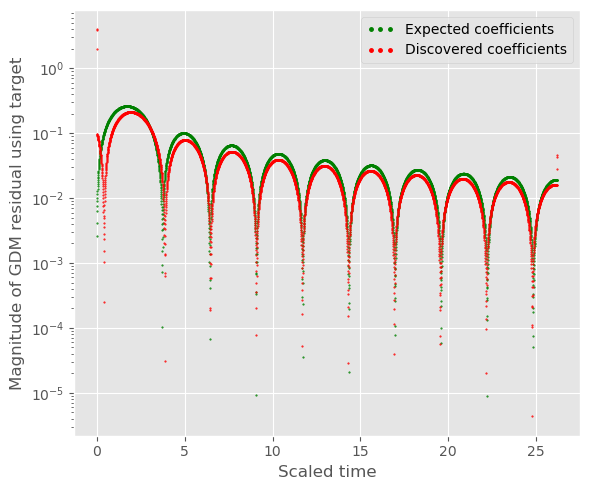 Expected coefficients
Discovered coefficients
Magnitude of GDM residual using target
10⁰
10⁻¹
10⁻²
10⁻³
10⁻⁴
10⁻⁵
0 5 10 15 20 25
Scaled time